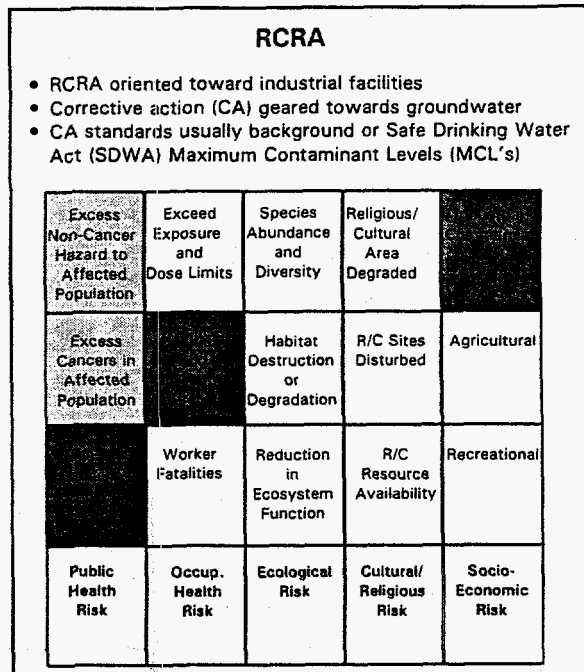 RCRA
• RCRA oriented toward industrial facilities
• Corrective action (CA) geared towards groundwater
• CA standards usually background or Safe Drinking Water
Act (SDWA) Maximum Contaminant Levels (MCL's)
Excess
Non-Cancer
Hazard to
Affected
Population
Exceed
Exposure
and
Dose Limits
Species
Abundance
and
Diversity
Religious/
Cultural
Area
Degraded
Excess
Cancers in
Affected
Population
Habitat
Destruction
or
Degradation
R/C Sites
Disturbed
Agricultural
Worker
Fatalities
Reduction
in
Ecosystem
Function
R/C
Resource
Availability
Recreational
Public
Health
Risk
Occup.
Health
Risk
Ecological
Risk
Cultural/
Religious
Risk
Socio-
Economic
Risk